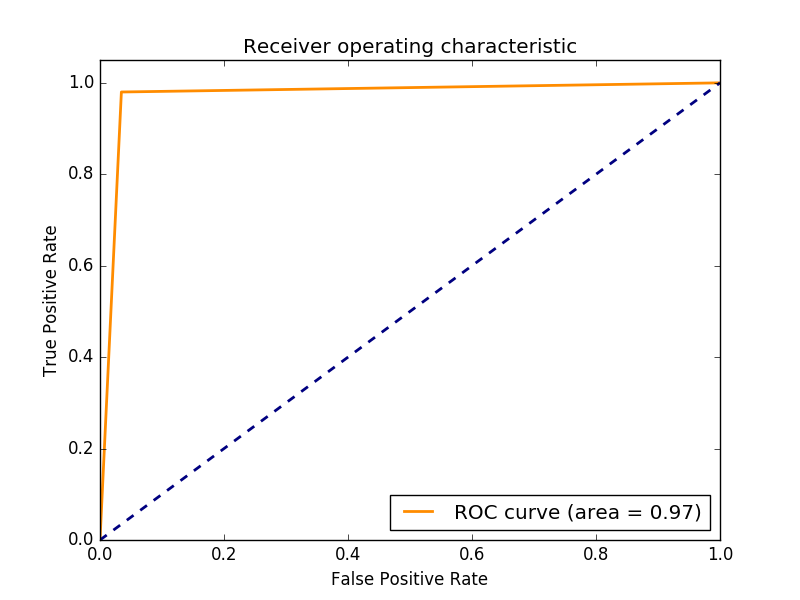 Receiver operating characteristic
True Positive Rate
1.0
0.8
0.6
0.4
0.2
0.0
ROC curve (area = 0.97)
0.0 0.2 0.4 0.6 0.8 1.0
False Positive Rate